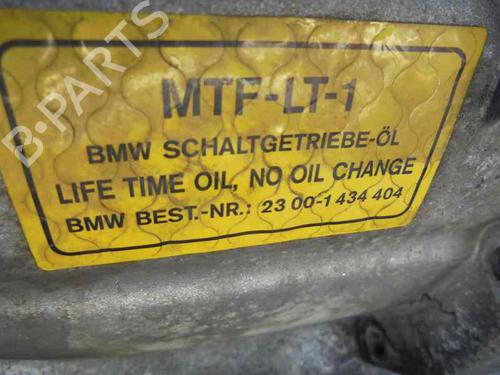 MTF-LT-1
BMW SCHALTGETRIEBE-ÖL
LIFE TIME OIL, NO OIL CHANGE
BMW BEST.-NR.: 23 00-1 434 404
B-PARTS